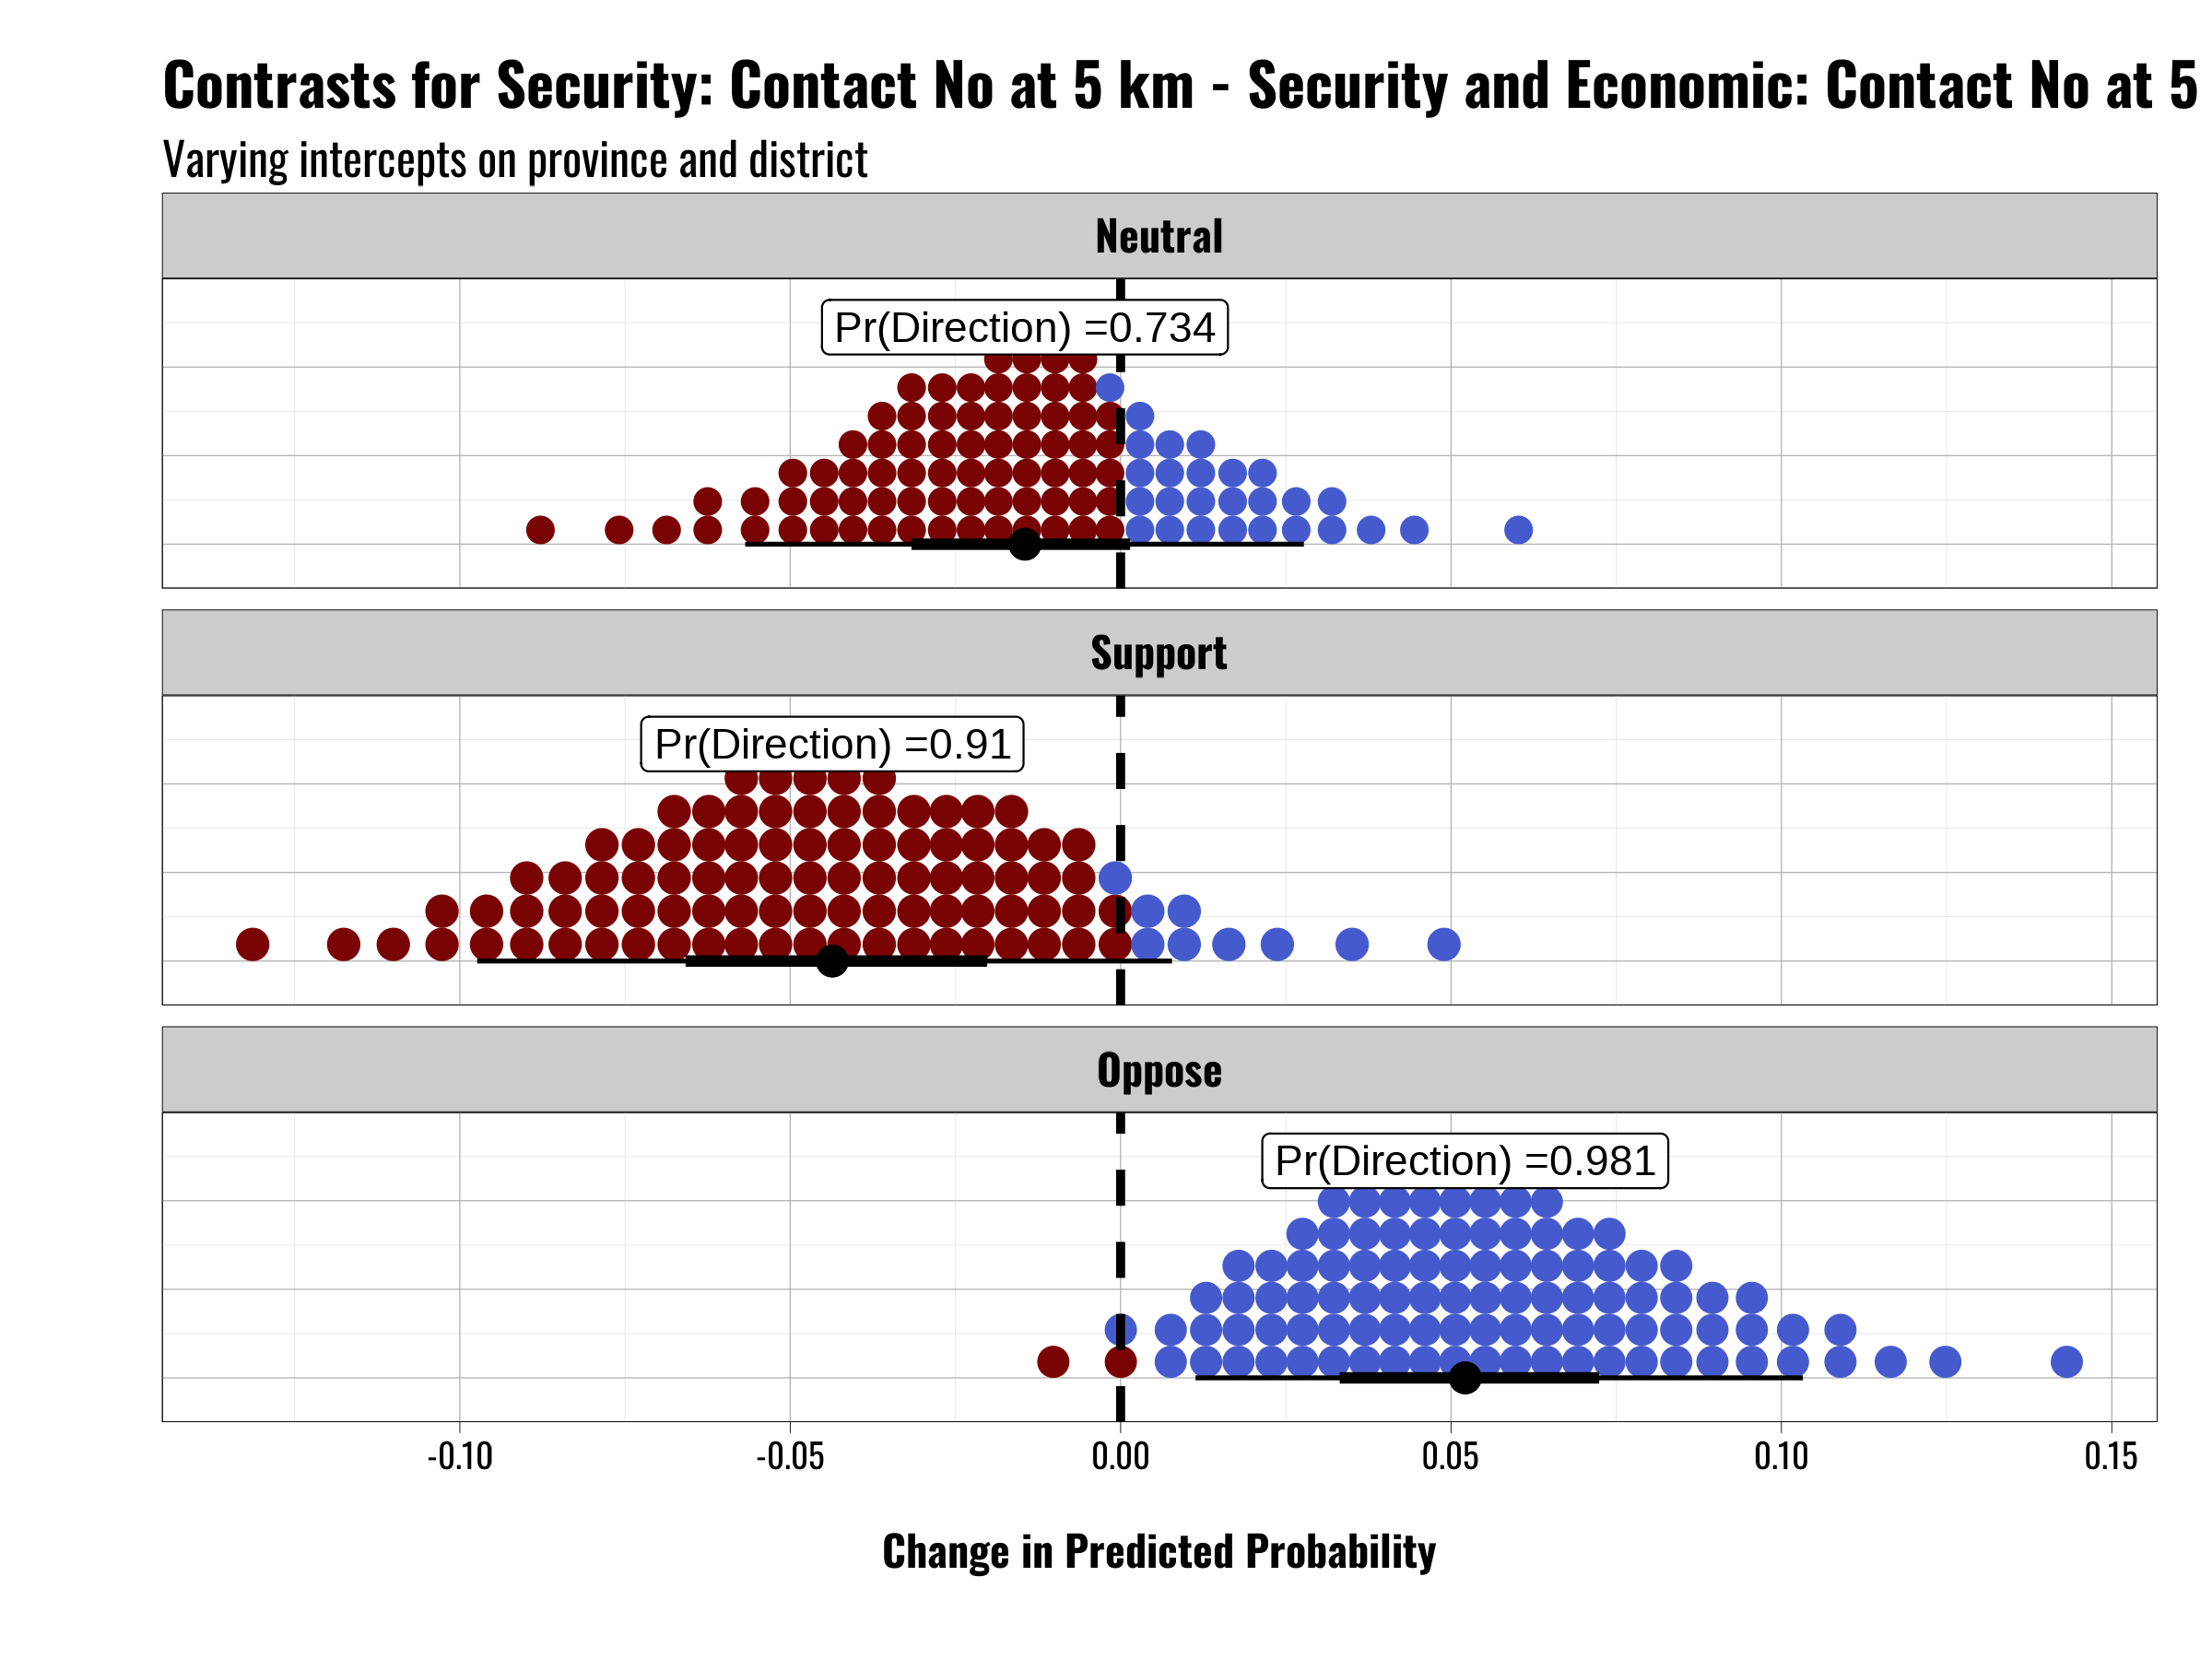 Contrasts for Security: Contact No at 5 km - Security and Economic: Contact No at 5
Varying intercepts on province and district
Neutral
Pr(Direction) =0.734
Support
Pr(Direction) =0.91
Oppose
Pr(Direction) =0.981
-0.10 -0.05 0.00 0.05 0.10 0.15
Change in Predicted Probability